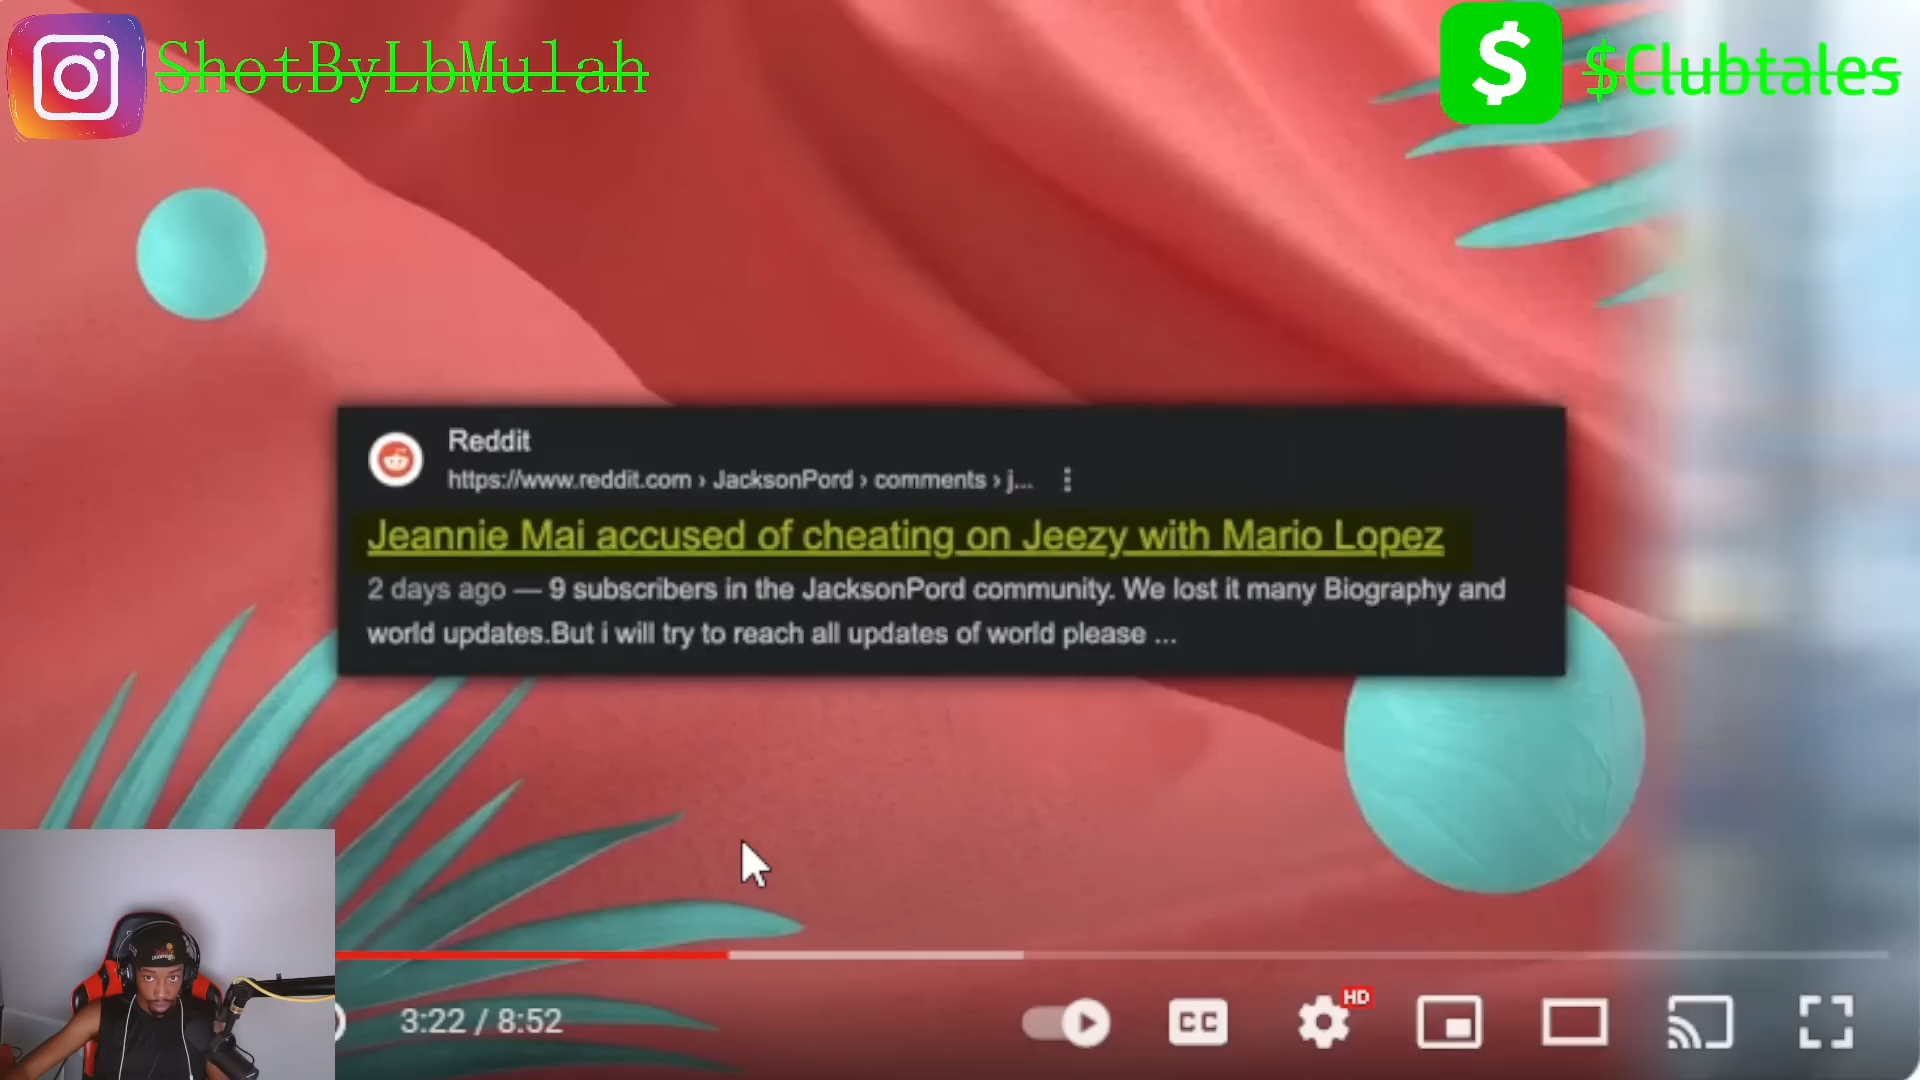 ShotByLbMulah
$Clubtales
Reddit
https://www.reddit.com › JacksonPord › comments › j...
Jeannie Mai accused of cheating on Jeezy with Mario Lopez
2 days ago — 9 subscribers in the JacksonPord community. We lost it many Biography and
world updates.But i will try to reach all updates of world please ...
3:22 / 8:52
CC
HD